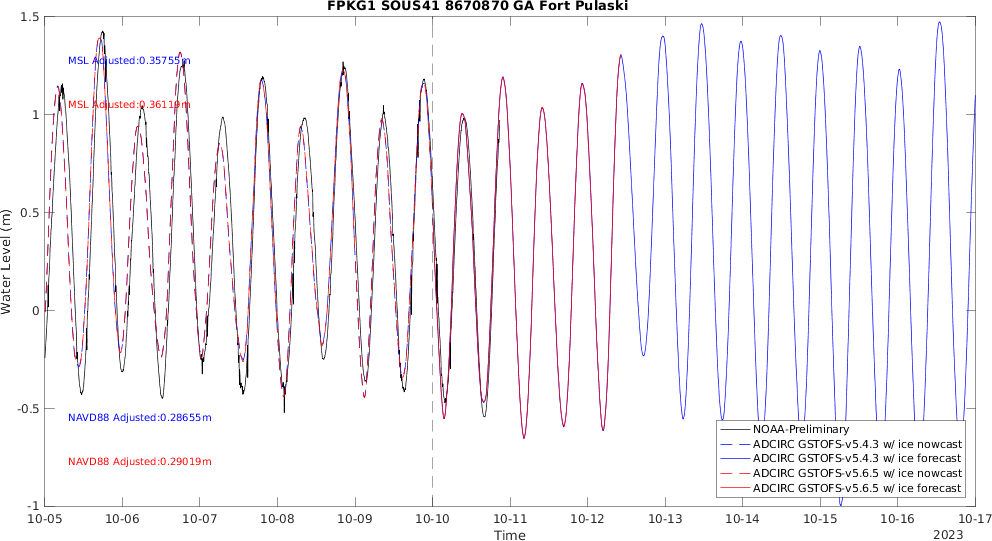 FPKG1 SOUS41 8670870 GA Fort Pulaski
1.5
1
0.5
0
-0.5
-1
Water Level (m)
MSL Adjusted:0.35755m
MSL Adjusted:0.36119m
NAVD88 Adjusted:0.28655m
NAVD88 Adjusted:0.29019m
NOAA-Preliminary
ADCIRC GSTOFS-v5.4.3 w/ ice nowcast
ADCIRC GSTOFS-v5.4.3 w/ ice forecast
ADCIRC GSTOFS-v5.6.5 w/ ice nowcast
ADCIRC GSTOFS-v5.6.5 w/ ice forecast
10-05 10-06 10-07 10-08 10-09 10-10 10-11 10-12 10-13 10-14 10-15 10-16 10-17
Time
2023